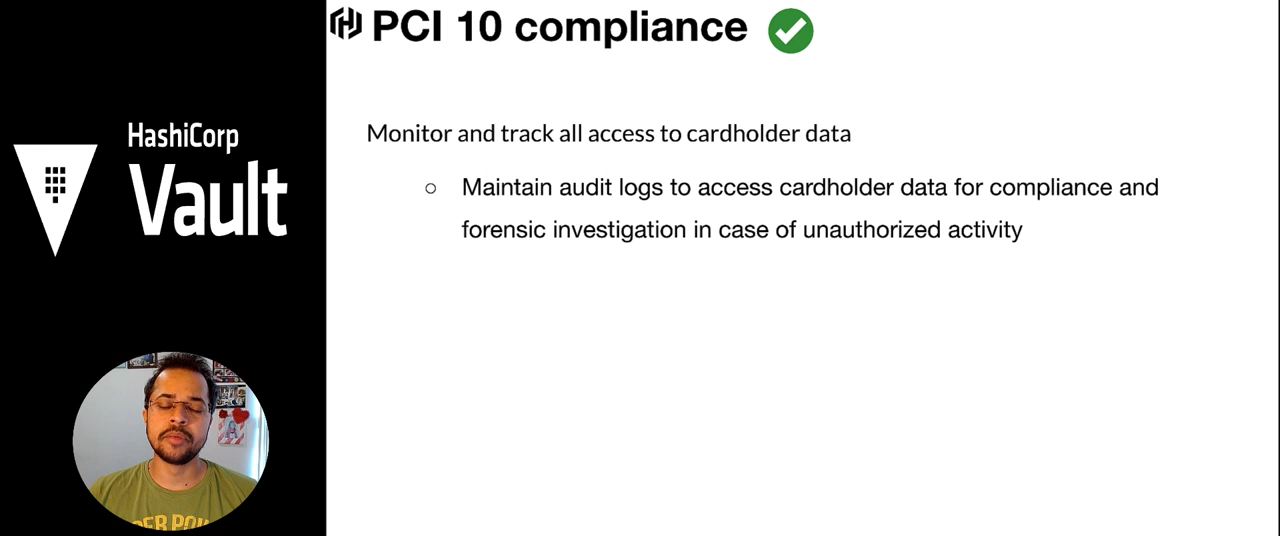 PCI 10 compliance
HashiCorp
Vault
Monitor and track all access to cardholder data
Maintain audit logs to access cardholder data for compliance and
forensic investigation in case of unauthorized activity